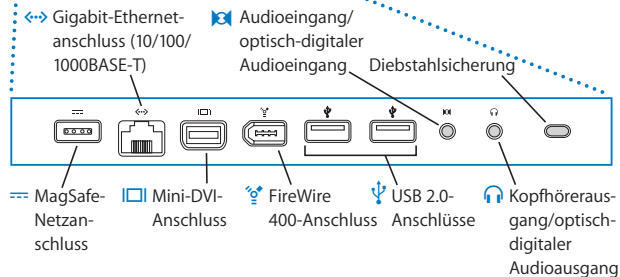 Gigabit-Ethernet-
anschluss (10/100/
1000BASE-T)
Audioeingang/
optisch-digitaler
Audioeingang
Diebstahlsicherung
MagSafe-
Netzan-
schluss
Mini-DVI-
Anschluss
FireWire
400-Anschluss
USB 2.0-
Anschlüsse
Kopfhöreraus-
gang/optisch-
digitaler
Audioausgang